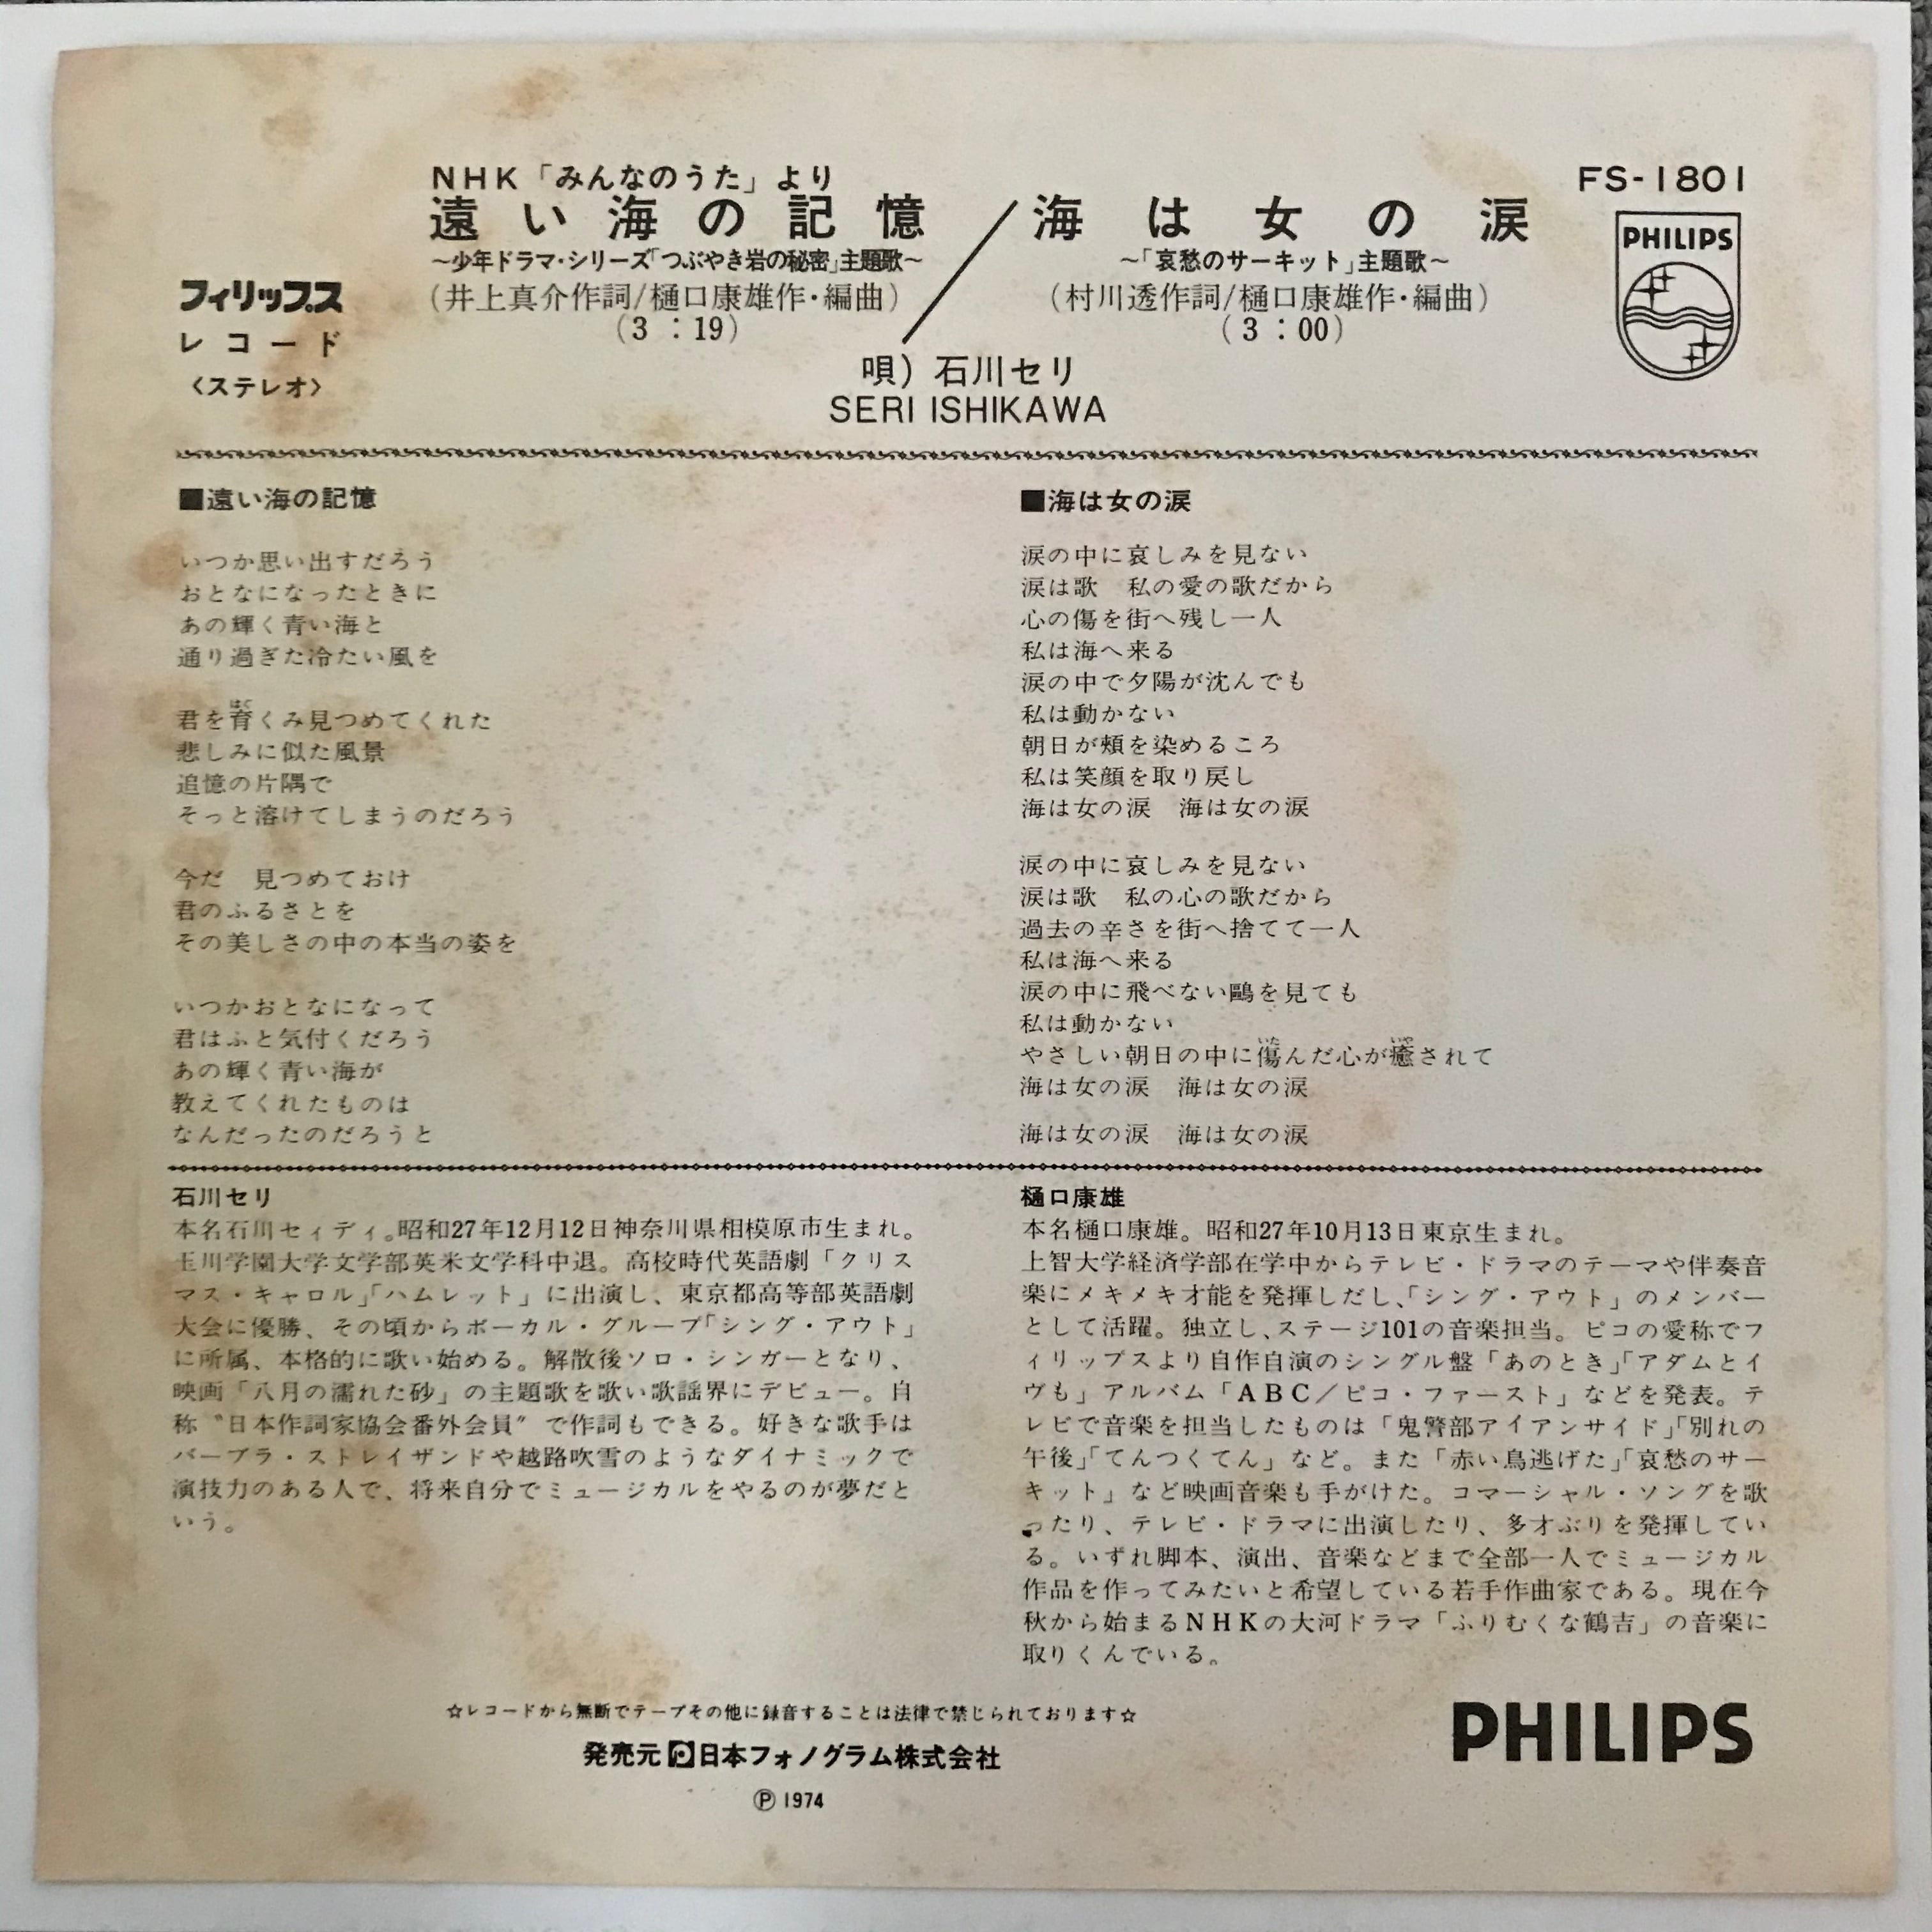 NHK「みんなのうた」より
遠い海の記憶／海は女の涙
～少年ドラマ・シリーズ「つぶやき岩の秘密」主題歌～
～「哀愁のサーキット」主題歌～
(井上真介作詞/樋口康雄作・編曲)
(村川透作詞/樋口康雄作・編曲)
(3：19)
(3：00)
唄）石川セリ
SERI ISHIKAWA
フィリップス
レコード
〈ステレオ〉
FS-1801
PHILIPS
■遠い海の記憶
いつか思い出すだろう
おとなになったときに
あの輝く青い海と
通り過ぎた冷たい風を
君を育くみ見つめてくれた
悲しみに似た風景
追憶の片隅で
そっと溶けてしまうのだろう
今だ　見つめておけ
君のふるさとを
その美しさの中の本当の姿を
いつかおとなになって
君はふと気付くだろう
あの輝く青い海が
教えてくれたものは
なんだったのだろうと
■海は女の涙
涙の中に哀しみを見ない
涙は歌　私の愛の歌だから
心の傷を街へ残し一人
私は海へ来る
涙の中で夕陽が沈んでも
私は動かない
朝日が頬を染めるころ
私は笑顔を取り戻し
海は女の涙　海は女の涙
涙の中に哀しみを見ない
涙は歌　私の心の歌だから
過去の辛さを街へ捨てて一人
私は海へ来る
涙の中に飛べない鷗を見ても
私は動かない
やさしい朝日の中に傷んだ心が癒されて
海は女の涙　海は女の涙
海は女の涙　海は女の涙
石川セリ
本名石川セィディ。昭和27年12月12日神奈川県相模原市生まれ。
玉川学園大学文学部英米文学科中退。高校時代英語劇「クリス
マス・キャロル」「ハムレット」に出演し、東京都高等部英語劇
大会に優勝、その頃からボーカル・グループ「シング・アウト」
に所属、本格的に歌い始める。解散後ソロ・シンガーとなり、
映画「八月の濡れた砂」の主題歌を歌い歌謡界にデビュー。自
称〝日本作詞家協会番外会員〟で作詞もできる。好きな歌手は
バーブラ・ストレイザンドや越路吹雪のようなダイナミックで
演技力のある人で、将来自分でミュージカルをやるのが夢だと
いう。
樋口康雄
本名樋口康雄。昭和27年10月13日東京生まれ。
上智大学経済学部在学中からテレビ・ドラマのテーマや伴奏音
楽にメキメキ才能を発揮しだし、「シング・アウト」のメンバー
として活躍。独立し、ステージ101の音楽担当。ピコの愛称でフ
ィリップスより自作自演のシングル盤「あのとき」「アダムとイ
ヴも」アルバム「ABC／ピコ・ファースト」などを発表。テ
レビで音楽を担当したものは「鬼警部アイアンサイド」「別れの
午後」「てんつくてん」など。また「赤い鳥逃げた」「哀愁のサー
キット」など映画音楽も手がけた。コマーシャル・ソングを歌
ったり、テレビ・ドラマに出演したり、多才ぶりを発揮してい
る。いずれ脚本、演出、音楽などまで全部一人でミュージカル
作品を作ってみたいと希望している若手作曲家である。現在今
秋から始まるNHKの大河ドラマ「ふりむくな鶴吉」の音楽に
取りくんでいる。
☆レコードから無断でテープその他に録音することは法律で禁じられております☆
発売元 日本フォノグラム株式会社
Ⓟ 1974
PHILIPS